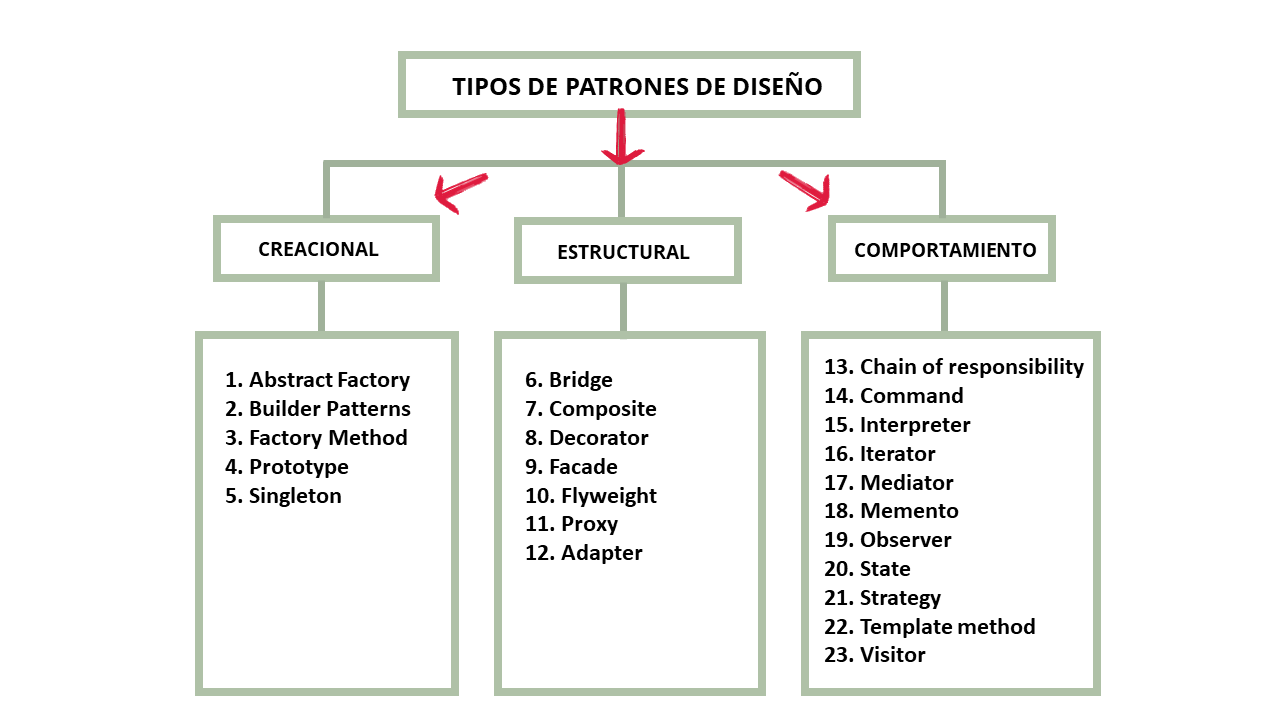 TIPOS DE PATRONES DE DISEÑO
CREACIONAL
ESTRUCTURAL
COMPORTAMIENTO
1. Abstract Factory
2. Builder Patterns
3. Factory Method
4. Prototype
5. Singleton
6. Bridge
7. Composite
8. Decorator
9. Facade
10. Flyweight
11. Proxy
12. Adapter
13. Chain of responsibility
14. Command
15. Interpreter
16. Iterator
17. Mediator
18. Memento
19. Observer
20. State
21. Strategy
22. Template method
23. Visitor